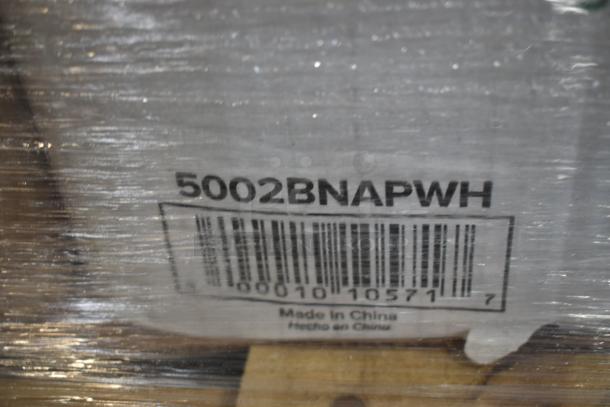 5002BNAPWH
00010 10571 7
Made in China
Hecho en China